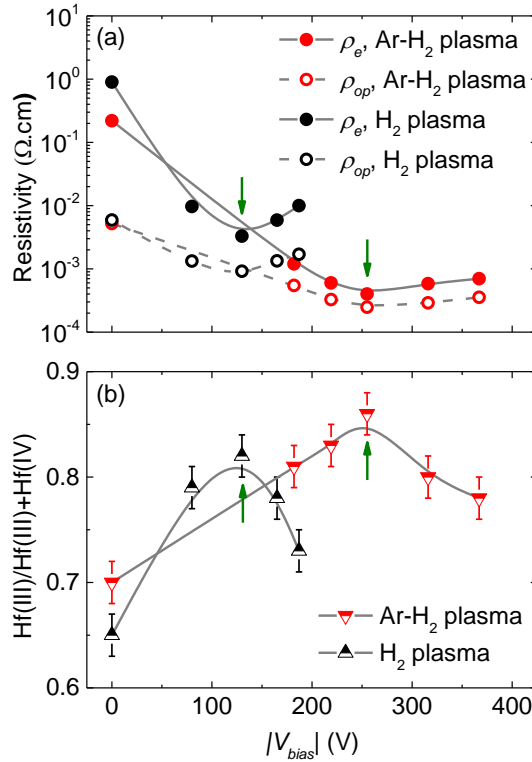 (a)
ρe, Ar-H2 plasma
ρop, Ar-H2 plasma
ρe, H2 plasma
ρop, H2 plasma
10^1
10^0
10^-1
10^-2
10^-3
10^-4
Resistivity (Ω.cm)
(b)
0.9
0.8
0.7
0.6
Hf(III)/Hf(III)+Hf(IV)
Ar-H2 plasma
H2 plasma
0 100 200 300 400
|Vbias| (V)